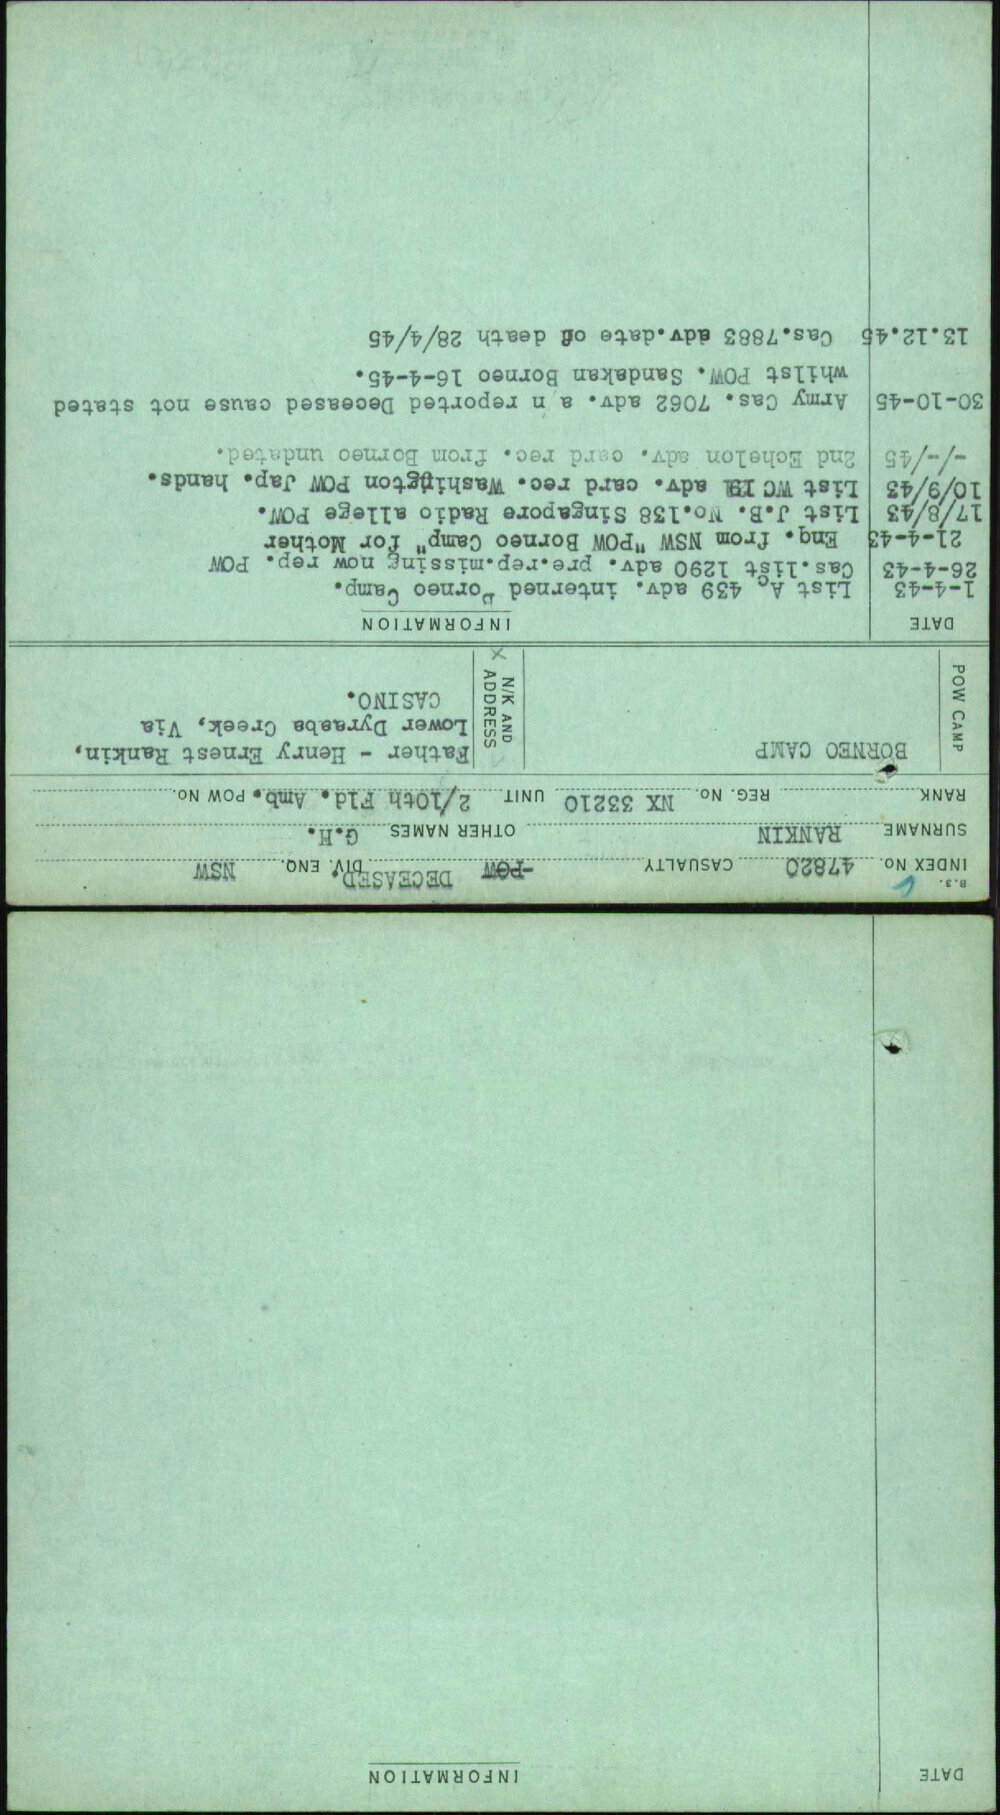 B.3.
INDEX NO. 47820 CASUALTY POW DECEASED DIV. ENQ. NSW
SURNAME RANKIN OTHER NAMES G.H.
RANK REG. NO. NX 33210 UNIT 2/10th Fld. Amb. POW NO.
POW CAMP BORNEO CAMP
N/K AND ADDRESS Father - Henry Ernest Rankin,
Lower Dyraaba Creek, Via
CASINO.
X
DATE INFORMATION
1-4-43 List AC 439 adv. interned Borneo Camp.
26-4-43 Cas.list 1290 adv. pre.rep.missing now rep. POW
21-4-43 Enq. from NSW "POW Borneo Camp" for Mother
17/8/43 List J.B. No.138 Singapore Radio allege POW.
10/9/43 List WC adv. card rec. Washington POW Jap. hands.
-/-/45 2nd Echelon adv. card rec. from Borneo undated.
30-10-45 Army Cas. 7062 adv. a n reported Deceased cause not stated
whilst POW. Sandakan Borneo 16-4-45.
13.12.45 Cas.7883 adv.date of death 28/4/45
DATE INFORMATION